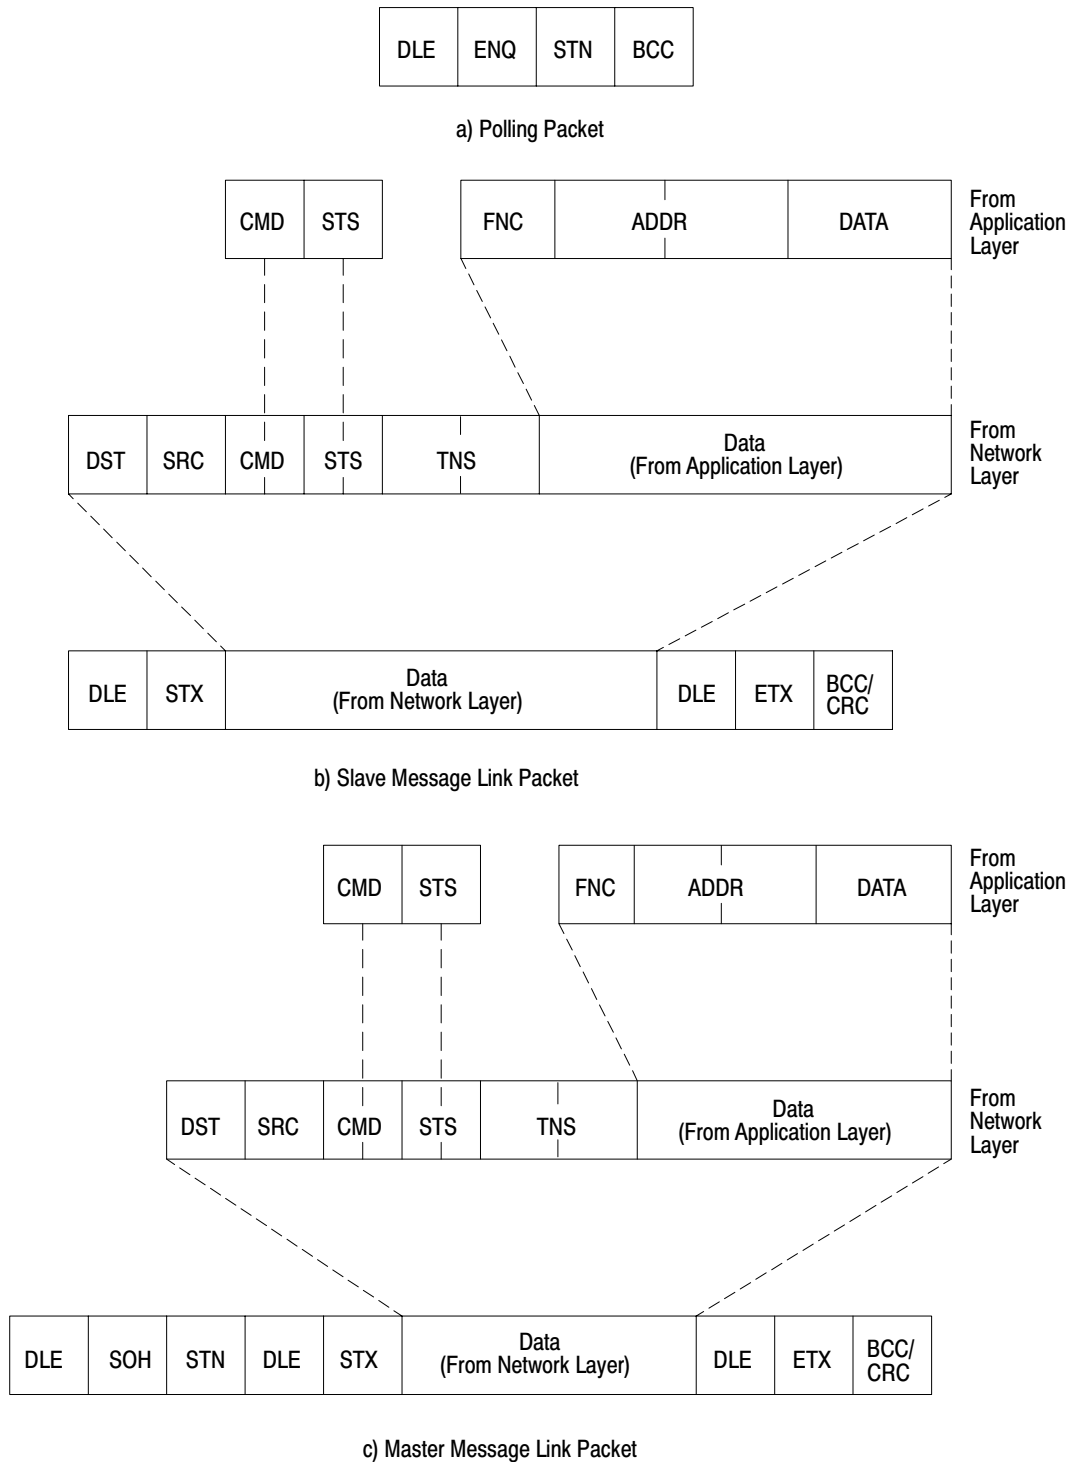 DLE ENQ STN BCC
a) Polling Packet
CMD STS FNC ADDR DATA
From
Application
Layer
DST SRC CMD STS TNS
Data
(From Application Layer)
From
Network
Layer
DLE STX
Data
(From Network Layer)
DLE ETX
BCC/
CRC
b) Slave Message Link Packet
CMD STS FNC ADDR DATA
From
Application
Layer
DST SRC CMD STS TNS
Data
(From Application Layer)
From
Network
Layer
DLE SOH STN DLE STX
Data
(From Network Layer)
DLE ETX
BCC/
CRC
c) Master Message Link Packet